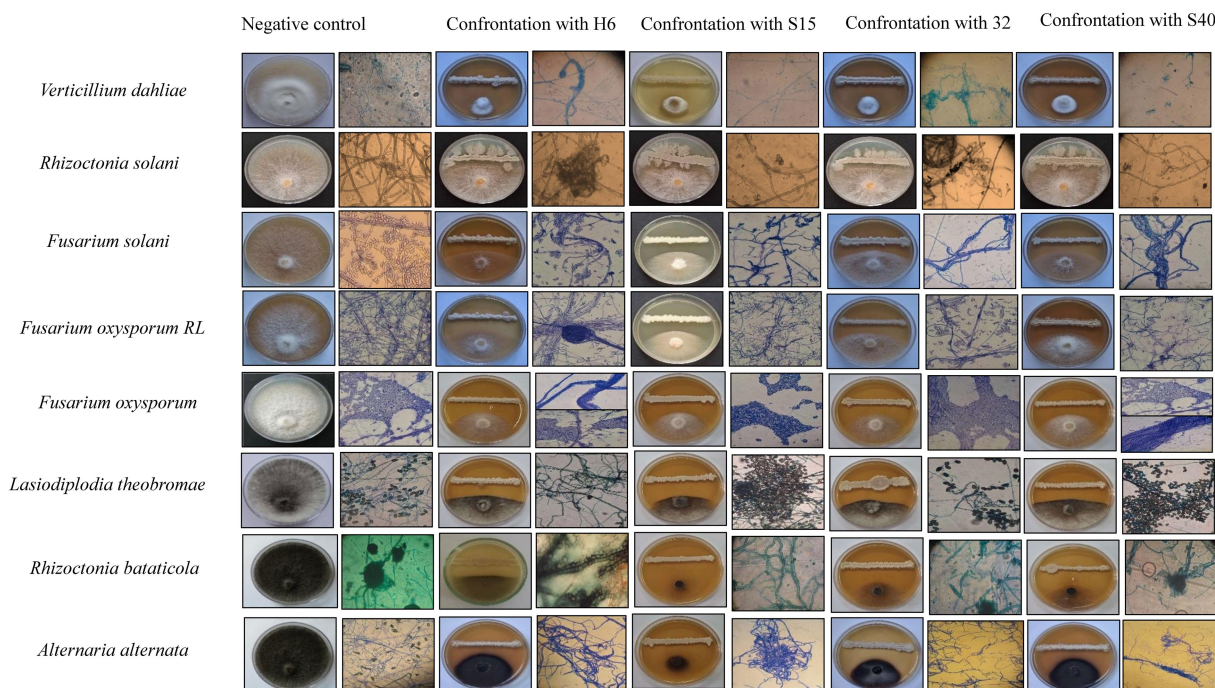 Negative control
Confrontation with H6
Confrontation with S15
Confrontation with 32
Confrontation with S40
Verticillium dahliae
Rhizoctonia solani
Fusarium solani
Fusarium oxysporum RL
Fusarium oxysporum
Lasiodiplodia theobromae
Rhizoctonia bataticola
Alternaria alternata